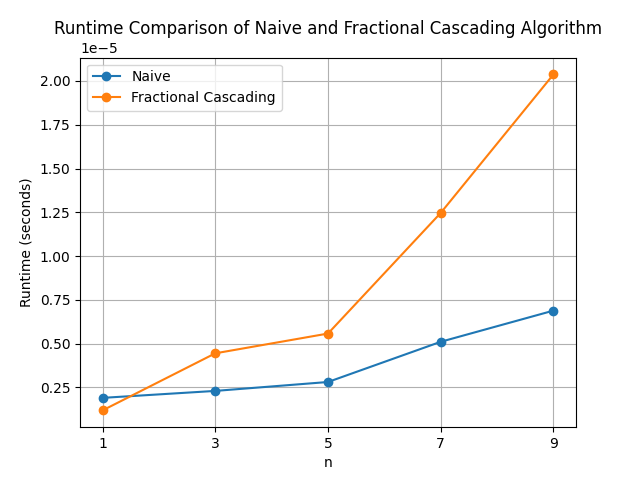 Runtime Comparison of Naive and Fractional Cascading Algorithm
1e−5
Naive
Fractional Cascading
2.00
1.75
1.50
1.25
1.00
0.75
0.50
0.25
Runtime (seconds)
1 3 5 7 9
n